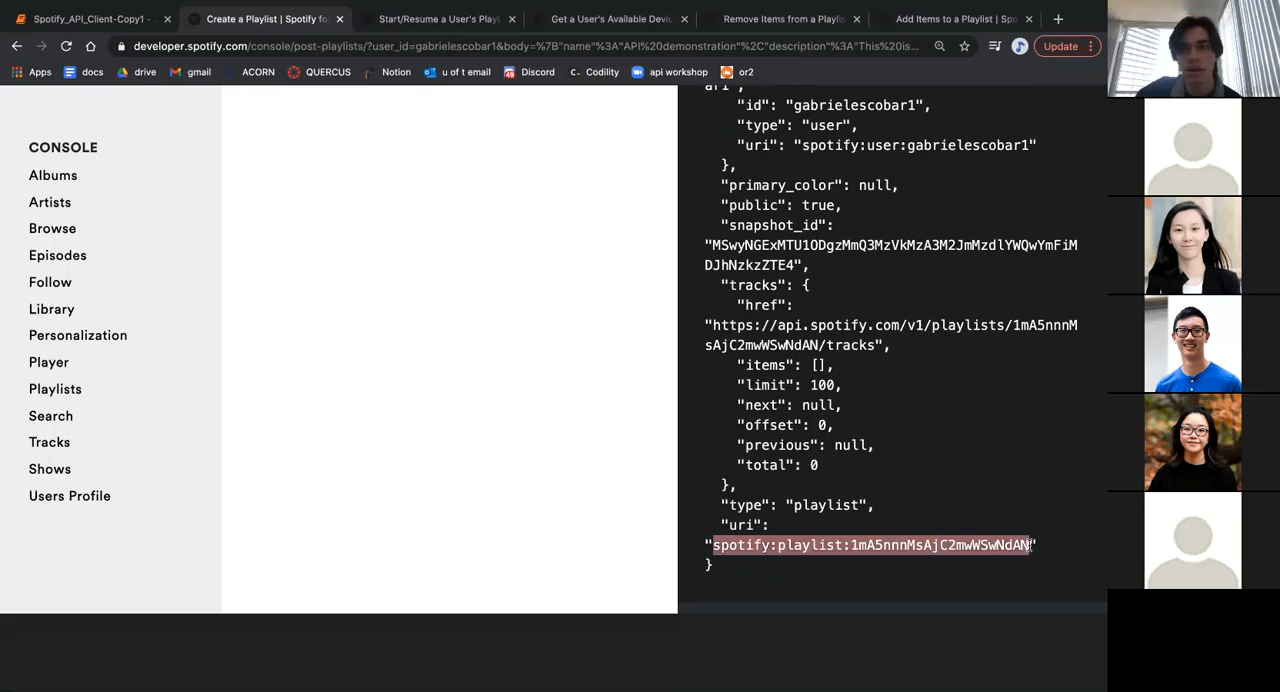 Spotify_API_Client-Copy1 -
Create a Playlist | Spotify for
Start/Resume a User's Play
Get a User's Available Devic
Remove Items from a Playlis
Add Items to a Playlist | Spo
developer.spotify.com/console/post-playlists/?user_id=gabrielescobar1&body=%7B"name"%3A"API%20demonstration"%2C"description"%3A"This%20is...
Update
Apps
docs
drive
gmail
ACORN
QUERCUS
Notion
u of t email
Discord
Codility
api workshop
or2
CONSOLE
Albums
Artists
Browse
Episodes
Follow
Library
Personalization
Player
Playlists
Search
Tracks
Shows
Users Profile
"id": "gabrielescobar1",
"type": "user",
"uri": "spotify:user:gabrielescobar1"
},
"primary_color": null,
"public": true,
"snapshot_id":
"MSwyNGExMTU1ODgzMmQ3MzVkMzA3M2JmMzdlYWQwYmFiM
DJhNzkzZTE4",
"tracks": {
"href":
"https://api.spotify.com/v1/playlists/1mA5nnnM
sAjC2mwWSwNdAN/tracks",
"items": [],
"limit": 100,
"next": null,
"offset": 0,
"previous": null,
"total": 0
},
"type": "playlist",
"uri":
"spotify:playlist:1mA5nnnMsAjC2mwWSwNdAN"
}